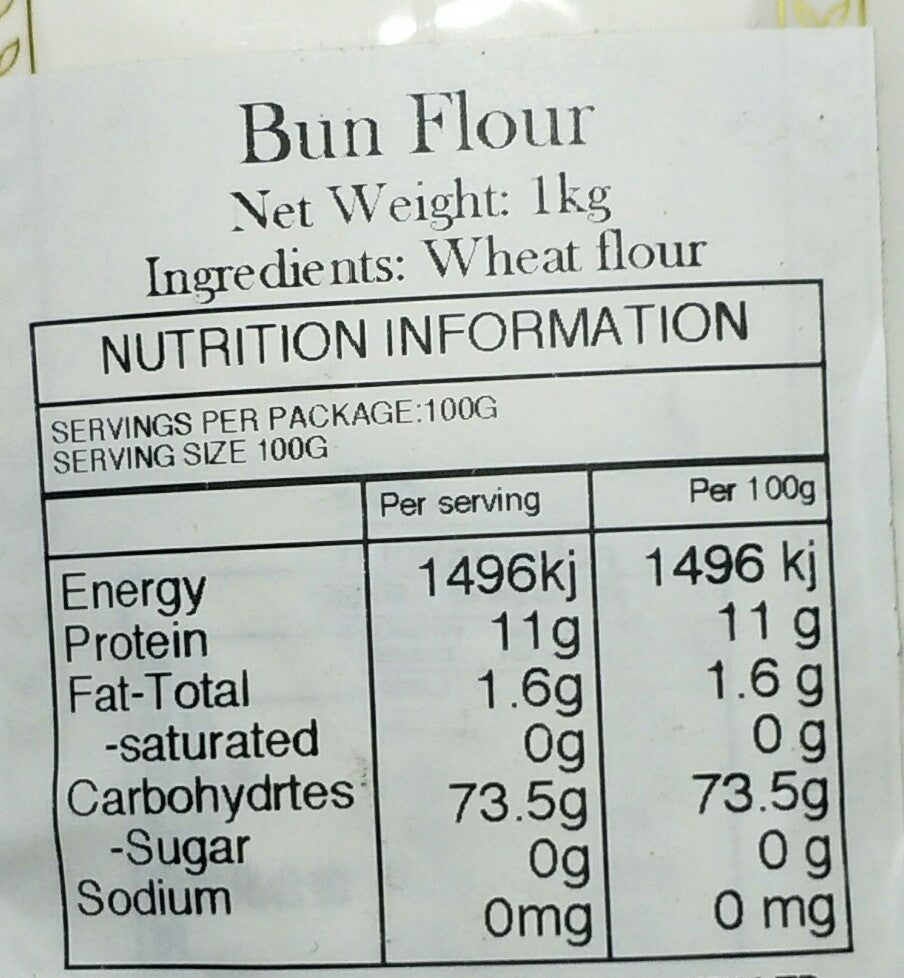 Bun Flour
Net Weight: 1kg
Ingredients: Wheat flour
NUTRITION INFORMATION
SERVINGS PER PACKAGE:100G
SERVING SIZE 100G
Per serving Per 100g
Energy 1496kj 1496 kj
Protein 11g 11 g
Fat-Total 1.6g 1.6 g
-saturated 0g 0 g
Carbohydrtes 73.5g 73.5g
-Sugar 0g 0 g
Sodium 0mg 0 mg